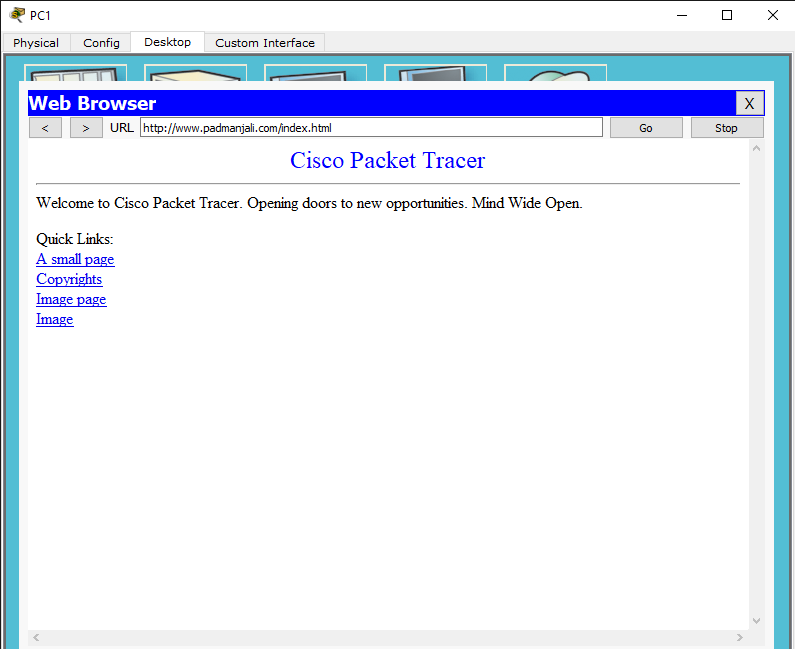 PC1
Physical Config Desktop Custom Interface
Web Browser X
< > URL http://www.padmanjali.com/index.html Go Stop
Cisco Packet Tracer
Welcome to Cisco Packet Tracer. Opening doors to new opportunities. Mind Wide Open.
Quick Links:
A small page
Copyrights
Image page
Image